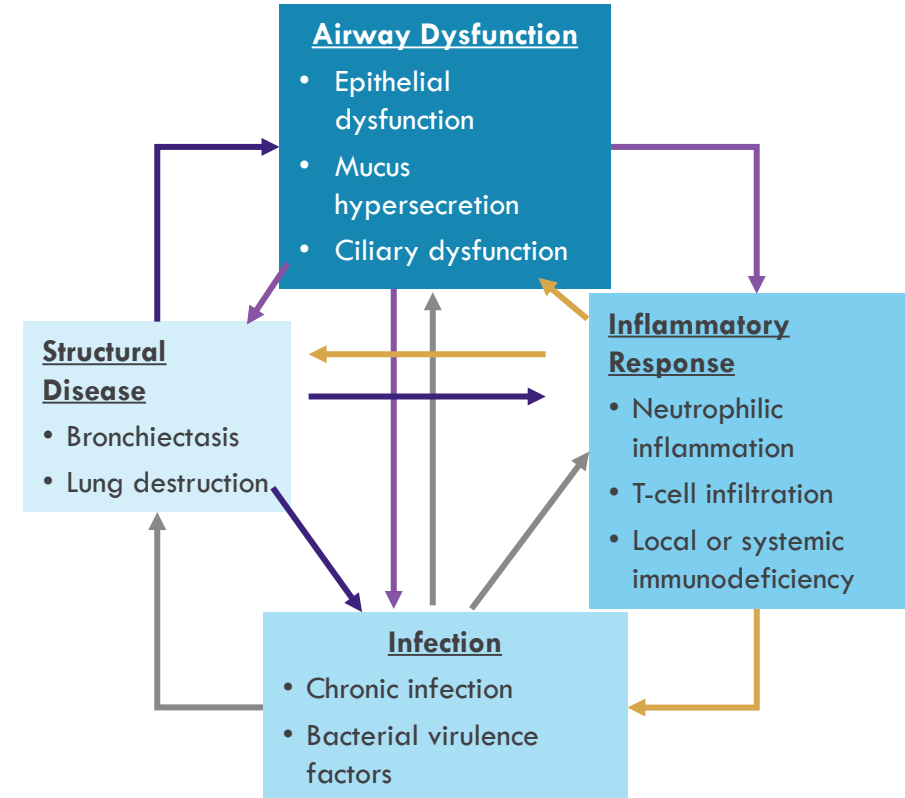 Airway Dysfunction
• Epithelial
dysfunction
• Mucus
hypersecretion
• Ciliary dysfunction
Structural
Disease
• Bronchiectasis
• Lung destruction
Inflammatory
Response
• Neutrophilic
inflammation
• T-cell infiltration
• Local or systemic
immunodeficiency
Infection
• Chronic infection
• Bacterial virulence
factors